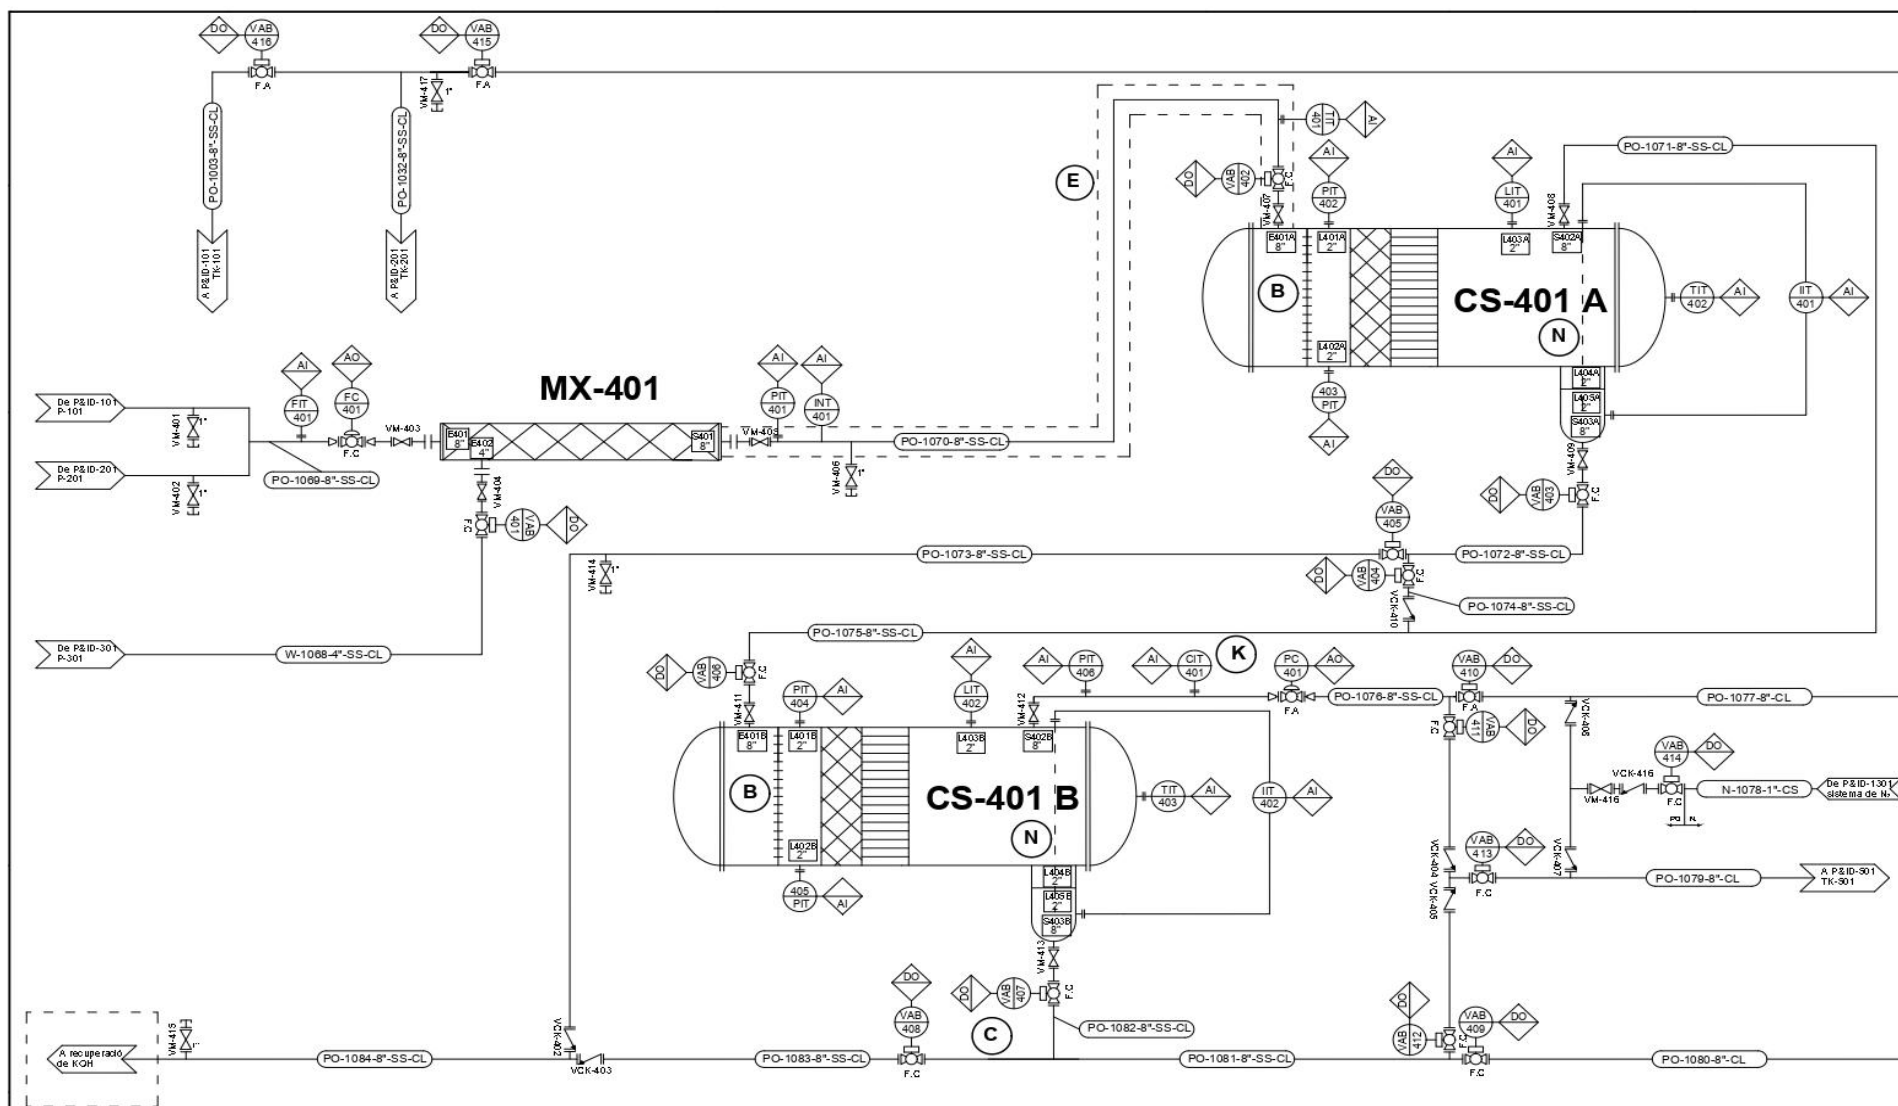 DO
VAB
416
F.A
DO
VAB
415
F.A
VM-417
1"
PO-1003-8"-SS-CL
A P&ID-101
TK-101
PO-1032-8"-SS-CL
A P&ID-201
TK-201
E
TIT
401
AI
DO
VAB
402
F.C
VM-407
AI
PIT
402
AI
LIT
401
VM-408
PO-1071-8"-SS-CL
E401A
8"
L401A
2"
L403A
2"
S402A
8"
B
CS-401 A
N
TIT
402
AI
IIT
401
AI
L402A
2"
403
PIT
AI
L404A
2"
L405A
2"
S403A
8"
VM-409
DO
VAB
403
F.C
De P&ID-101
P-101
VM-401
1"
De P&ID-201
P-201
VM-402
1"
PO-1069-8"-SS-CL
AI
FIT
401
AO
FC
401
F.C
VM-403
MX-401
E401
8"
E402
4"
S401
8"
VM-404
F.C
VAB
401
DO
AI
PIT
401
AI
INT
401
VM-405
VM-406
1"
PO-1070-8"-SS-CL
DO
VAB
405
PO-1073-8"-SS-CL
PO-1072-8"-SS-CL
VM-414
1"
DO
VAB
404
F.C
VCK-410
PO-1074-8"-SS-CL
De P&ID-301
P-301
W-1068-4"-SS-CL
PO-1075-8"-SS-CL
K
DO
VAB
406
F.C
VM-411
PIT
404
AI
AI
LIT
402
VM-412
AI
PIT
406
AI
CIT
401
PC
401
AO
F.A
PO-1076-8"-SS-CL
VAB
410
DO
F.A
PO-1077-8"-CL
F.C
VAB
411
DO
VCK-406
VAB
414
DO
VCK-416
VM-416
F.C
N-1078-1"-CS
De P&ID-1301
sistema de N₂
E401B
8"
L401B
2"
L403B
2"
S402B
8"
B
CS-401 B
N
TIT
403
AI
IIT
402
AI
L402B
2"
405
PIT
AI
L404B
2"
L405B
2"
S403B
8"
VM-413
DO
VAB
407
F.C
VCK-404
VCK-405
VAB
413
DO
F.C
VCK-407
PO-1079-8"-CL
A P&ID-501
TK-501
DO
VAB
408
F.C
C
PO-1082-8"-SS-CL
DO
VAB
412
F.C
VAB
409
DO
F.C
A recuperació
de KOH
VM-415
PO-1084-8"-SS-CL
VCK-402
VCK-403
PO-1083-8"-SS-CL
PO-1081-8"-SS-CL
PO-1080-8"-CL